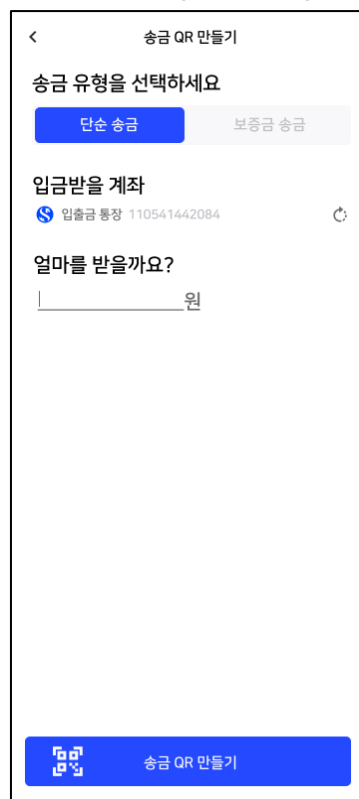 송금 QR 만들기
송금 유형을 선택하세요
단순 송금 보증금 송금
입금받을 계좌
입출금 통장 110541442084
얼마를 받을까요?
원
송금 QR 만들기